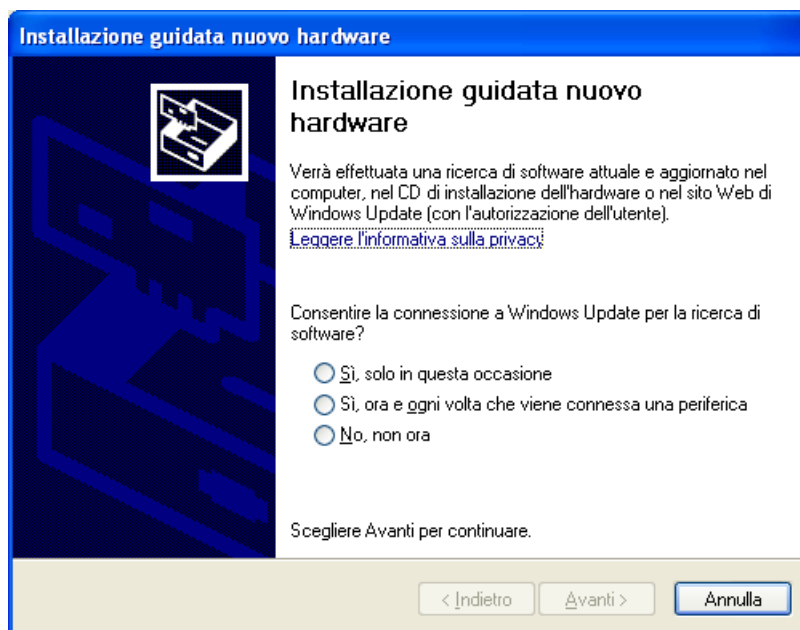 Installazione guidata nuovo hardware
Installazione guidata nuovo
hardware
Verrà effettuata una ricerca di software attuale e aggiornato nel
computer, nel CD di installazione dell'hardware o nel sito Web di
Windows Update (con l'autorizzazione dell'utente).
Leggere l'informativa sulla privacy
Consentire la connessione a Windows Update per la ricerca di
software?
Sì, solo in questa occasione
Sì, ora e ogni volta che viene connessa una periferica
No, non ora
Scegliere Avanti per continuare.
< Indietro
Avanti >
Annulla